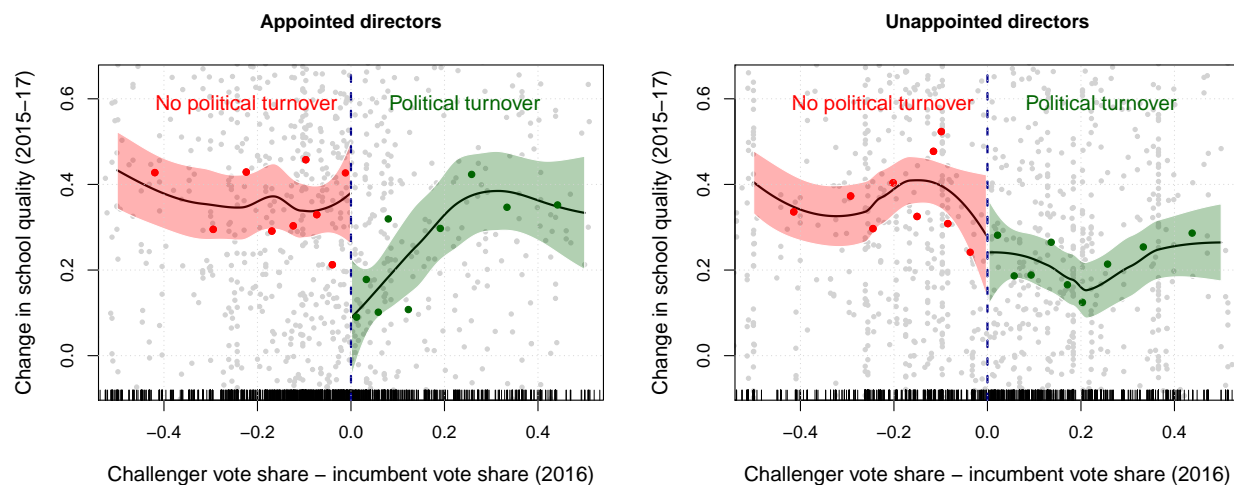 Appointed directors
No political turnover
Political turnover
Change in school quality (2015−17)
0.6
0.4
0.2
0.0
−0.4
−0.2
0.0
0.2
0.4
Challenger vote share − incumbent vote share (2016)
Unappointed directors
No political turnover
Political turnover
Change in school quality (2015−17)
0.6
0.4
0.2
0.0
−0.4
−0.2
0.0
0.2
0.4
Challenger vote share − incumbent vote share (2016)